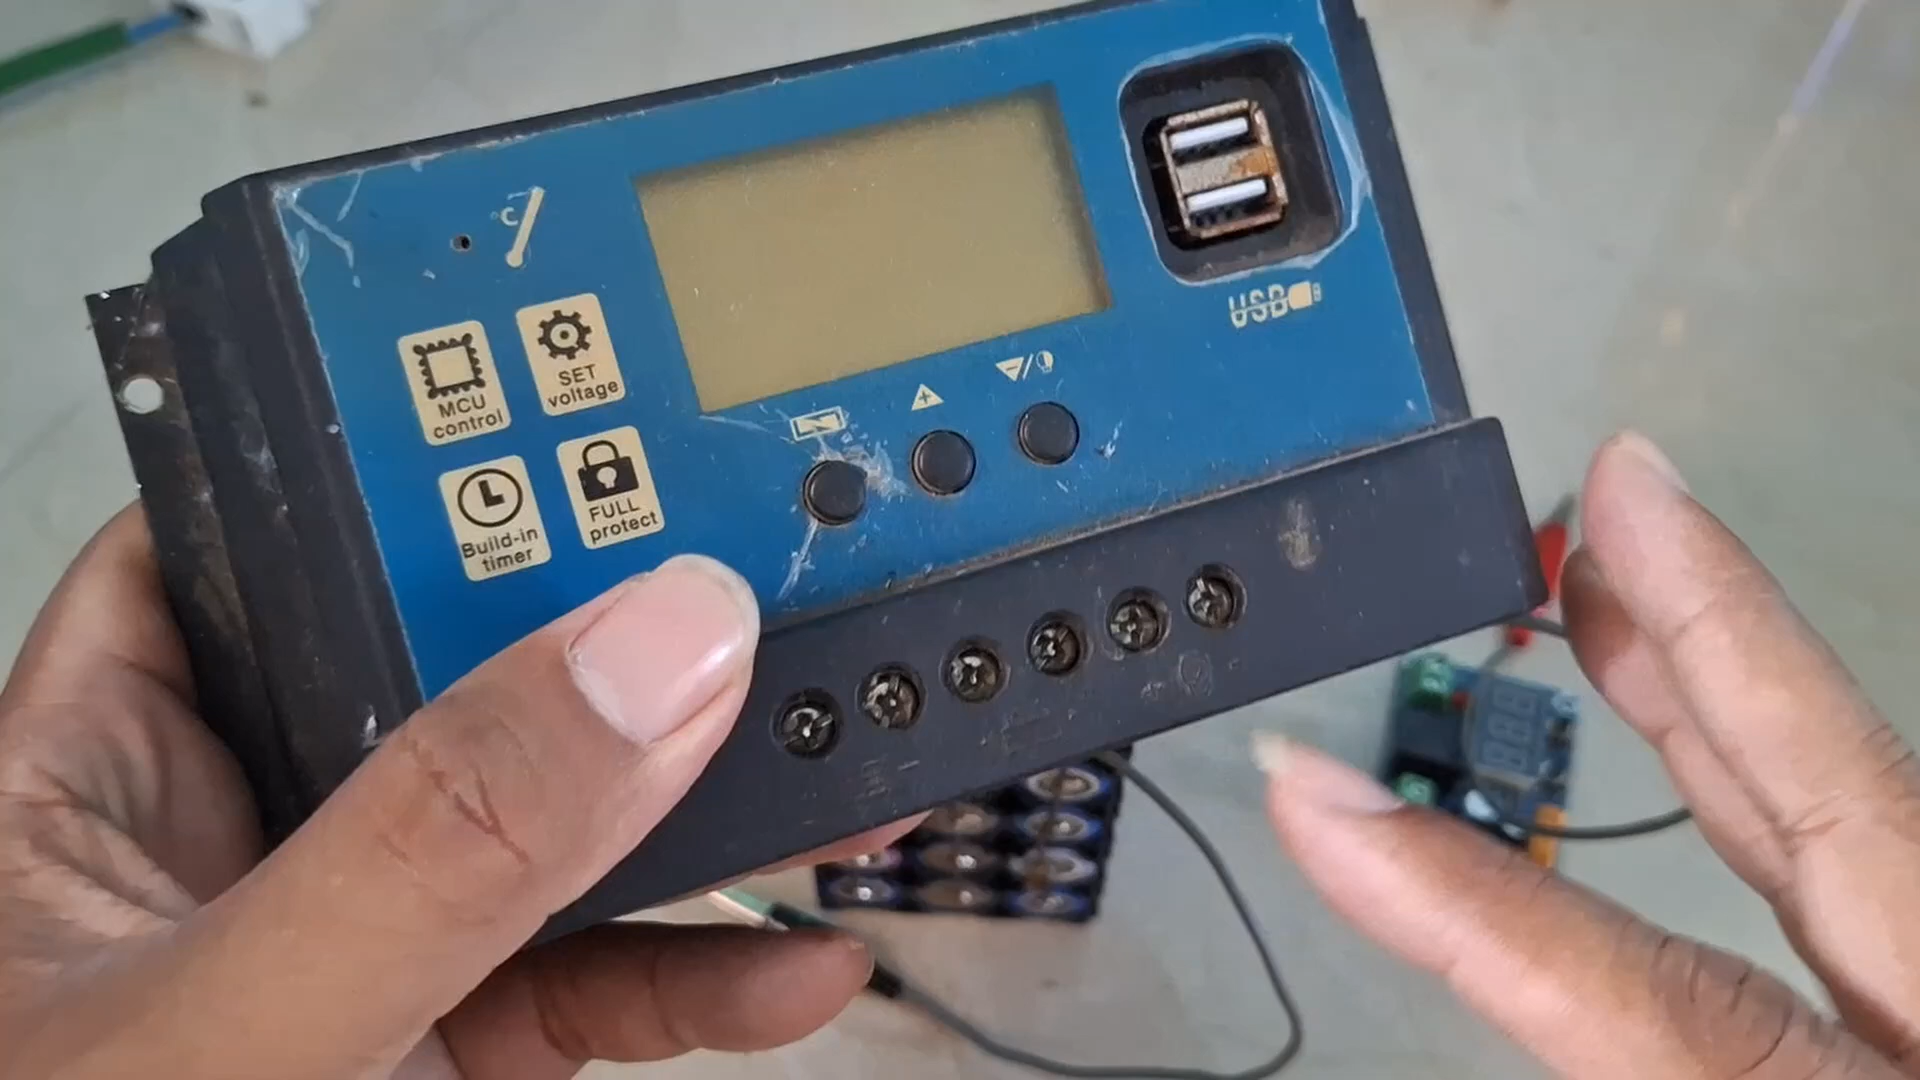 °C
USB
MCU
control
SET
voltage
Build-in
timer
FULL
protect